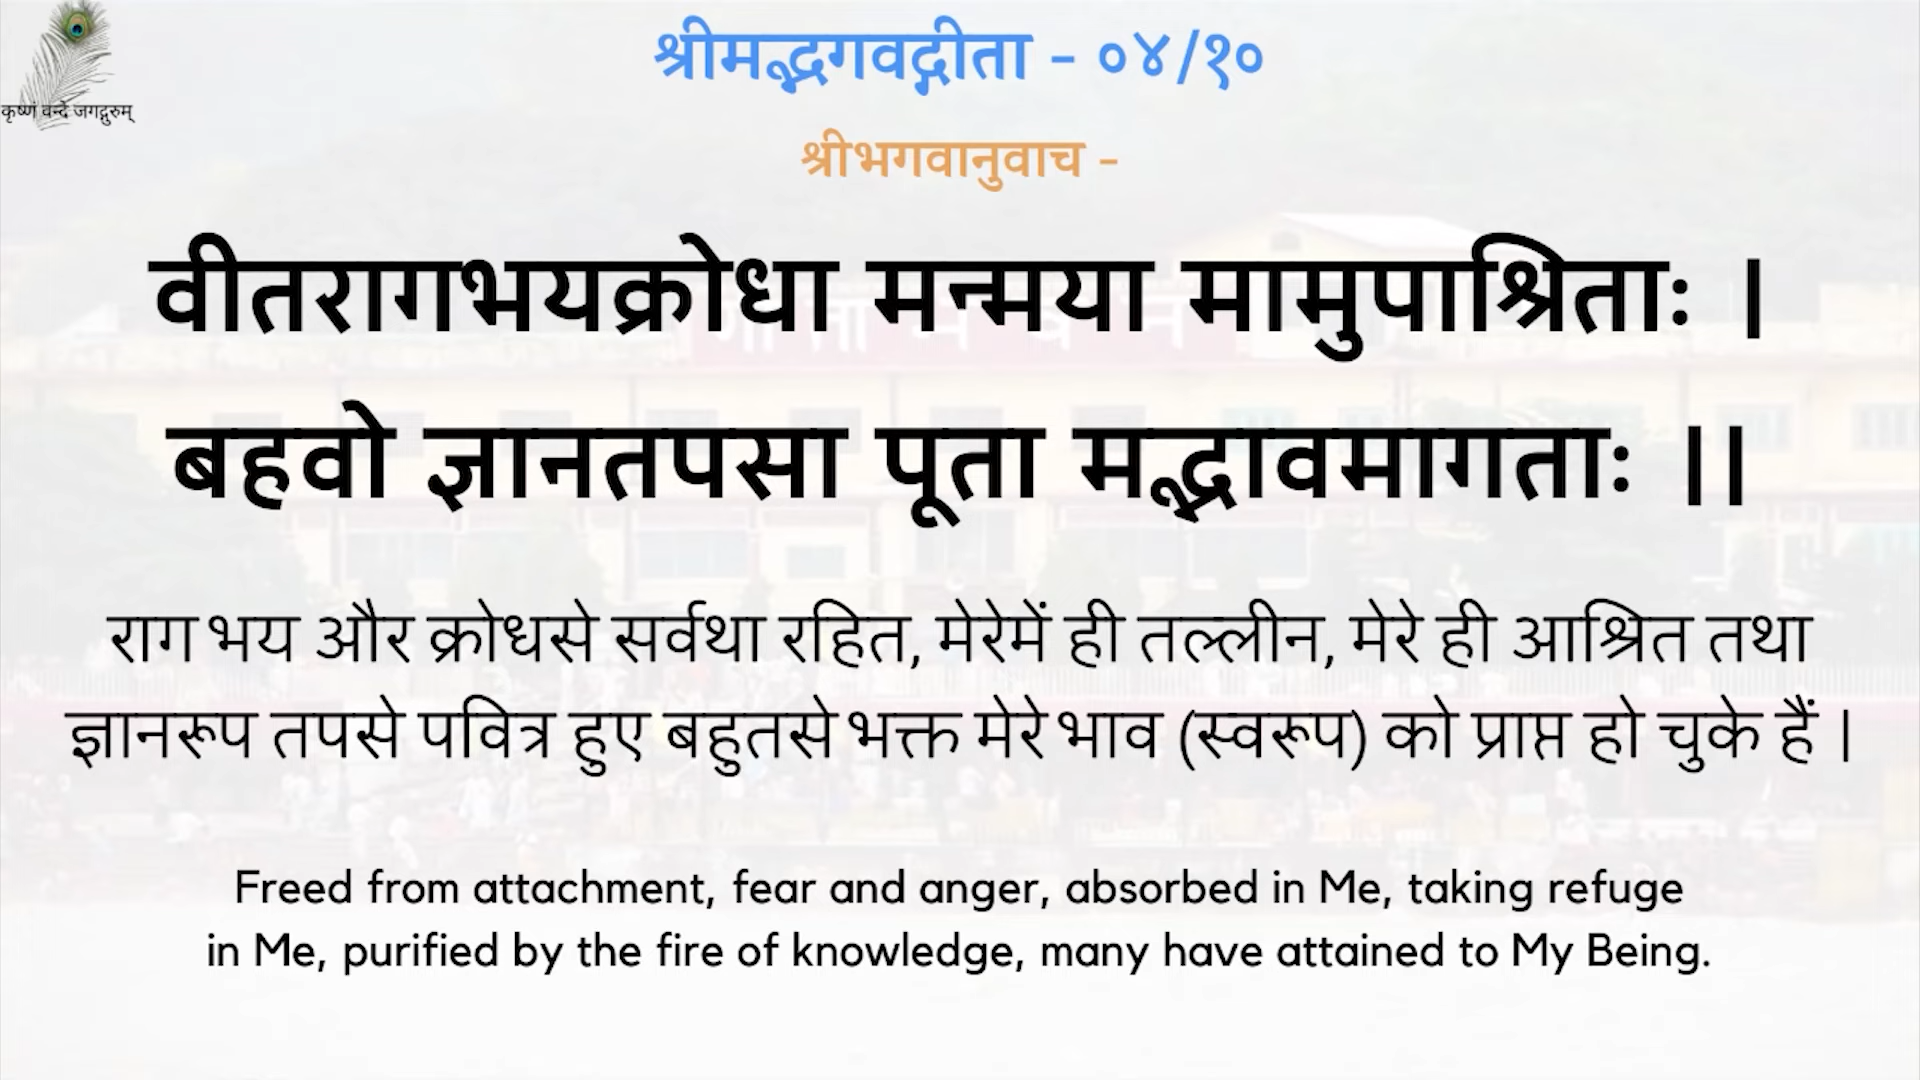 श्रीमद्भगवद्गीता - ०४/१०
कृष्णं वन्दे जगद्गुरुम्
श्रीभगवानुवाच -
वीतरागभयक्रोधा मन्मया मामुपाश्रिताः ।
बहवो ज्ञानतपसा पूता मद्भावमागताः ।।
राग भय और क्रोधसे सर्वथा रहित, मेरेमें ही तल्लीन, मेरे ही आश्रित तथा
ज्ञानरूप तपसे पवित्र हुए बहुतसे भक्त मेरे भाव (स्वरूप) को प्राप्त हो चुके हैं ।
Freed from attachment, fear and anger, absorbed in Me, taking refuge
in Me, purified by the fire of knowledge, many have attained to My Being.